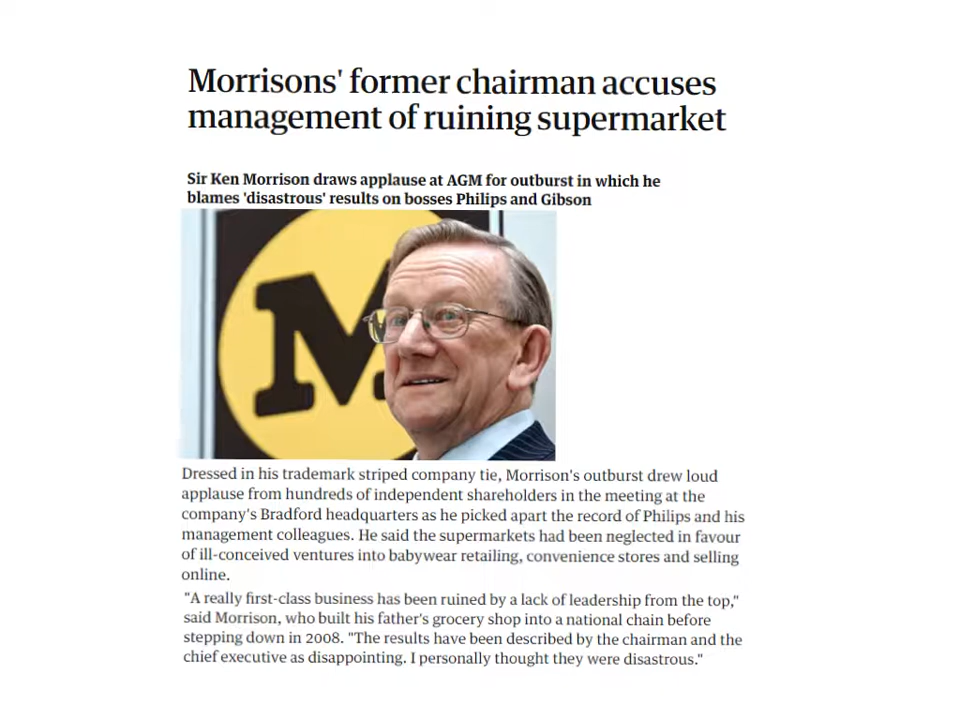 Morrisons' former chairman accuses
management of ruining supermarket
Sir Ken Morrison draws applause at AGM for outburst in which he
blames 'disastrous' results on bosses Philips and Gibson
M
Dressed in his trademark striped company tie, Morrison's outburst drew loud
applause from hundreds of independent shareholders in the meeting at the
company's Bradford headquarters as he picked apart the record of Philips and his
management colleagues. He said the supermarkets had been neglected in favour
of ill-conceived ventures into babywear retailing, convenience stores and selling
online.
"A really first-class business has been ruined by a lack of leadership from the top,"
said Morrison, who built his father's grocery shop into a national chain before
stepping down in 2008. "The results have been described by the chairman and the
chief executive as disappointing. I personally thought they were disastrous."